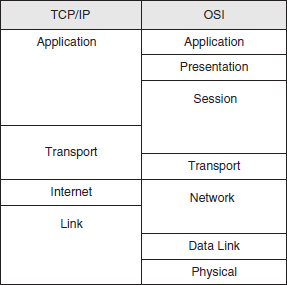 TCP/IP OSI
Application Application
Presentation
Session
Transport
Transport
Internet
Network
Link
Data Link
Physical